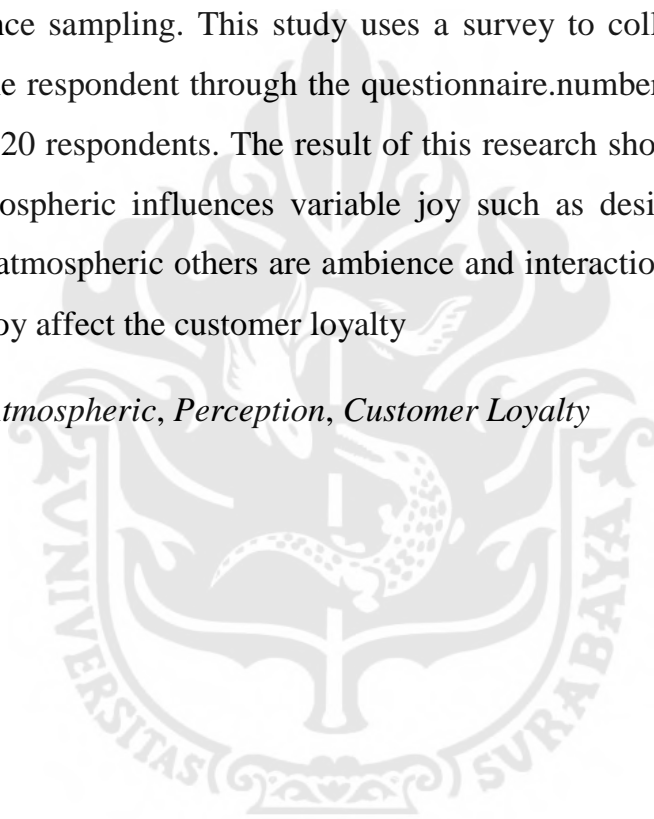 nce sampling. This study uses a survey to coll
e respondent through the questionnaire.number
20 respondents. The result of this research sho
ospheric influences variable joy such as desi
atmospheric others are ambience and interactio
oy affect the customer loyalty
tmospheric, Perception, Customer Loyalty
UNIVERSITAS SURABAYA